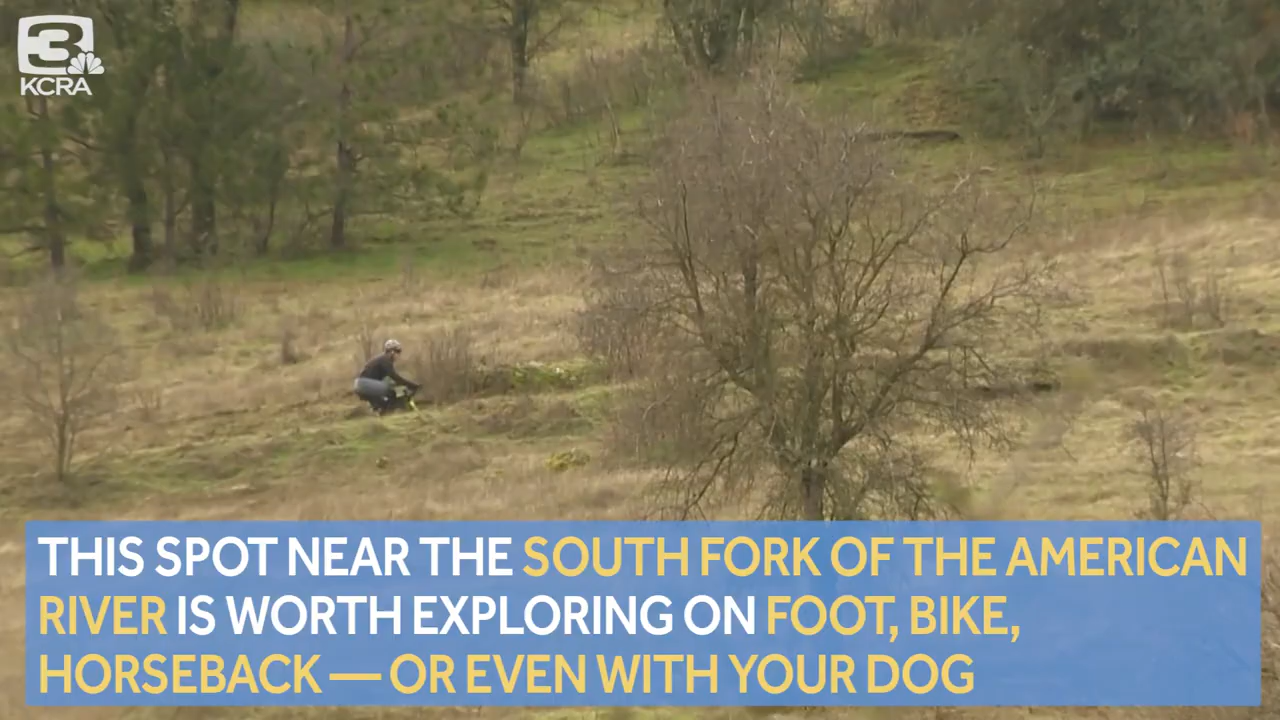 3
KCRA
THIS SPOT NEAR THE SOUTH FORK OF THE AMERICAN
RIVER IS WORTH EXPLORING ON FOOT, BIKE,
HORSEBACK — OR EVEN WITH YOUR DOG